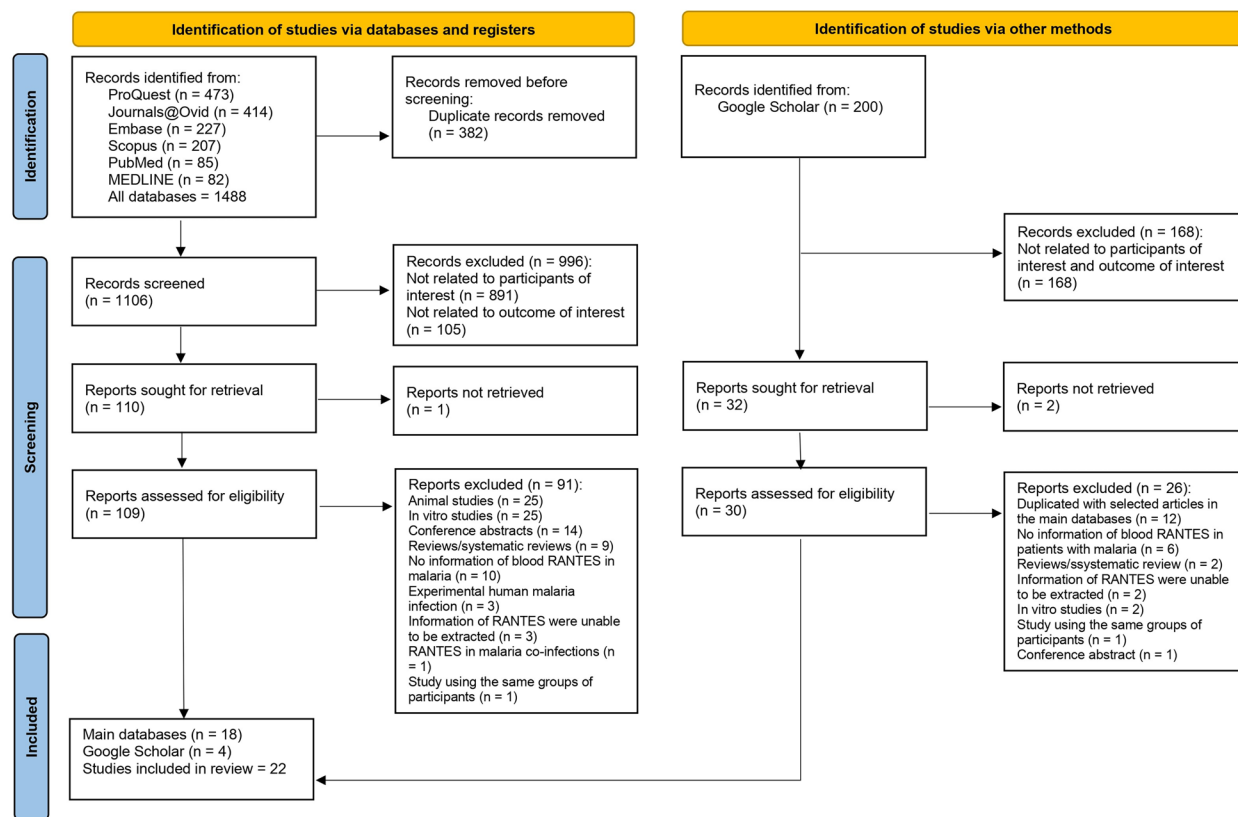 Identification of studies via databases and registers
Identification of studies via other methods
Identification
Records identified from:
ProQuest (n = 473)
Journals@Ovid (n = 414)
Embase (n = 227)
Scopus (n = 207)
PubMed (n = 85)
MEDLINE (n = 82)
All databases = 1488
Records removed before
screening:
Duplicate records removed
(n = 382)
Records identified from:
Google Scholar (n = 200)
Screening
Records screened
(n = 1106)
Records excluded (n = 996):
Not related to participants of
interest (n = 891)
Not related to outcome of interest
(n = 105)
Records excluded (n = 168):
Not related to participants of
interest and outcome of interest
(n = 168)
Reports sought for retrieval
(n = 110)
Reports not retrieved
(n = 1)
Reports sought for retrieval
(n = 32)
Reports not retrieved
(n = 2)
Reports assessed for eligibility
(n = 109)
Reports excluded (n = 91):
Animal studies (n = 25)
In vitro studies (n = 25)
Conference abstracts (n = 14)
Reviews/systematic reviews (n = 9)
No information of blood RANTES in
malaria (n = 10)
Experimental human malaria
infection (n = 3)
Information of RANTES were unable
to be extracted (n = 3)
RANTES in malaria co-infections (n
= 1)
Study using the same groups of
participants (n = 1)
Reports assessed for eligibility
(n = 30)
Reports excluded (n = 26):
Duplicated with selected articles in
the main databases (n = 12)
No information of blood RANTES in
patients with malaria (n = 6)
Reviews/ssystematic review (n = 2)
Information of RANTES were unable
to be extracted (n = 2)
In vitro studies (n = 2)
Study using the same groups of
participants (n = 1)
Conference abstract (n = 1)
Included
Main databases (n = 18)
Google Scholar (n = 4)
Studies included in review = 22